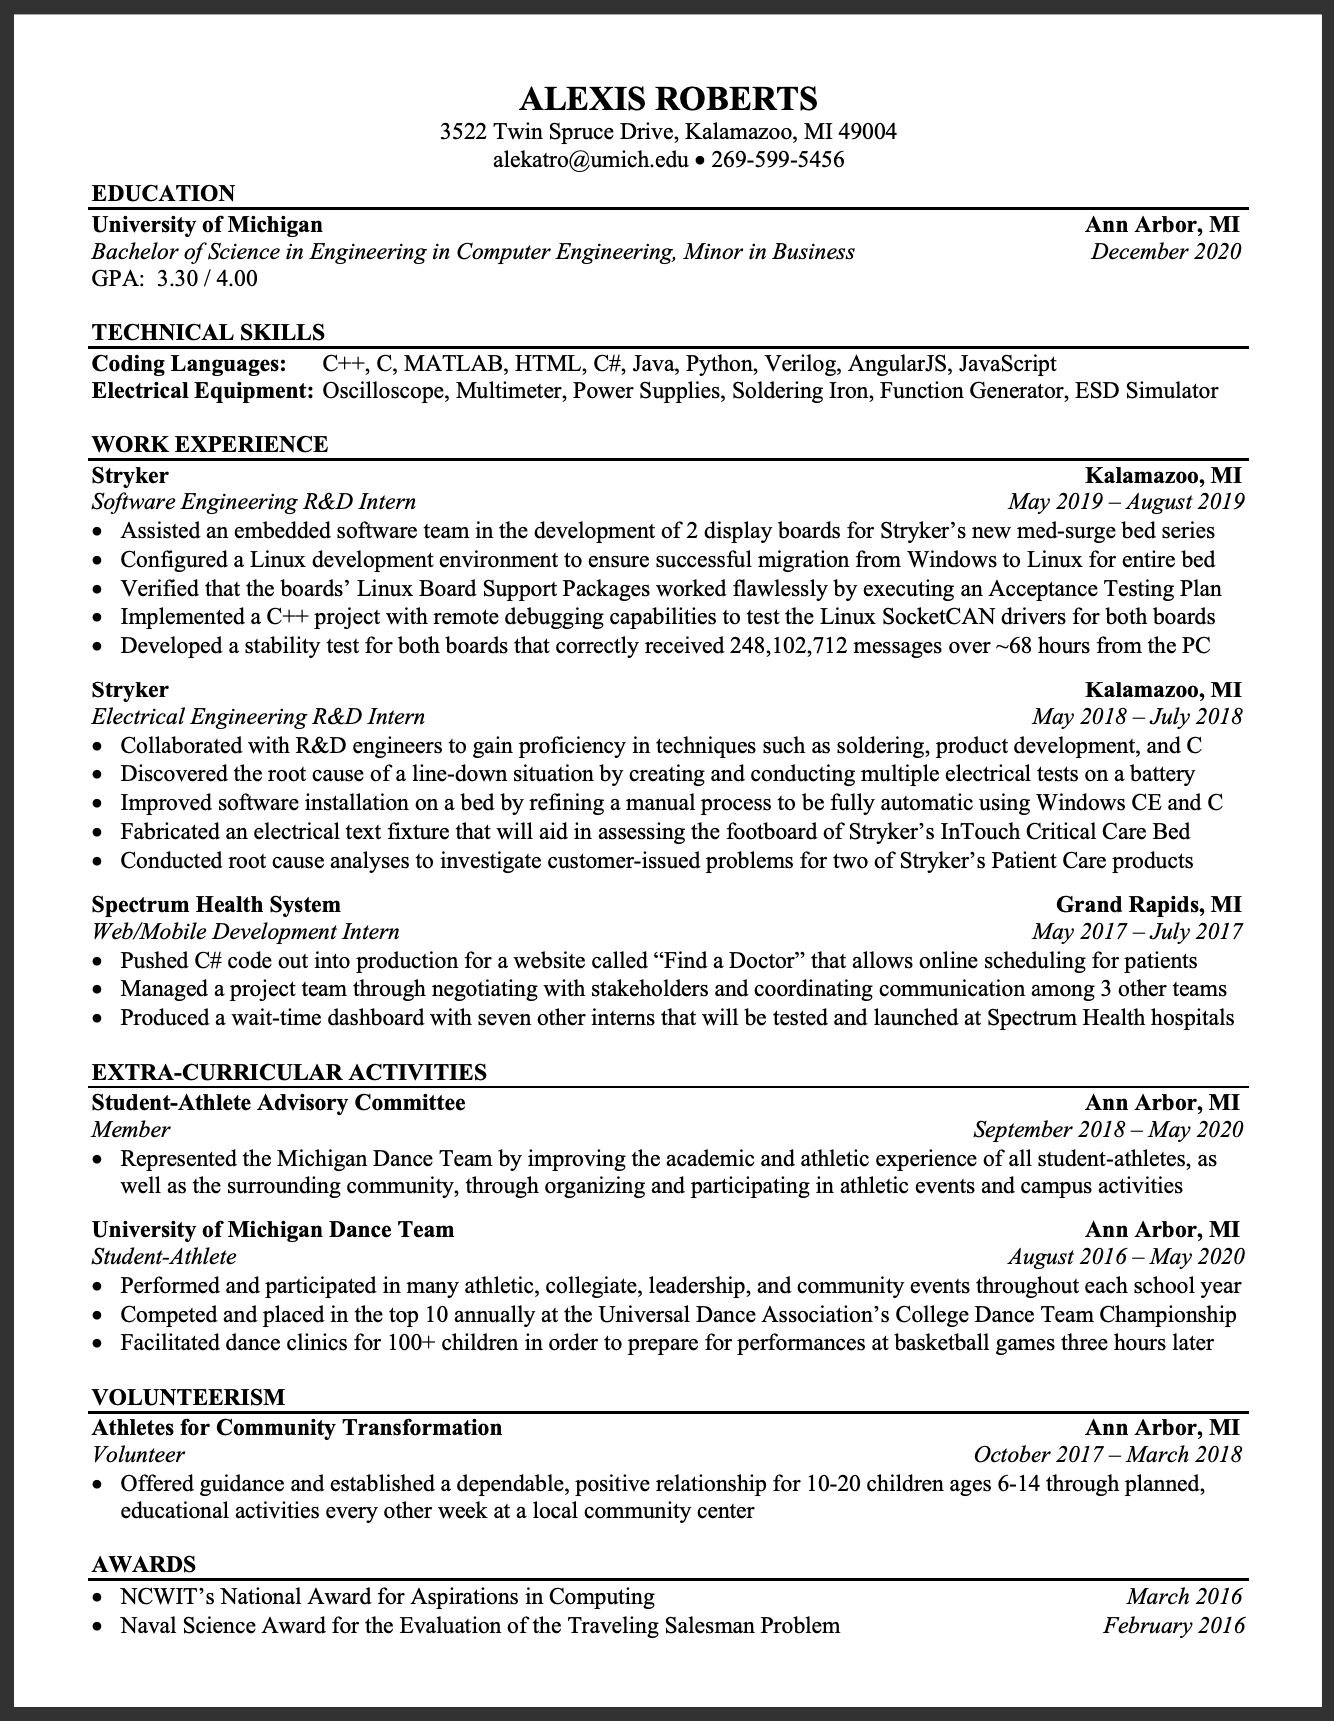 ALEXIS ROBERTS
3522 Twin Spruce Drive, Kalamazoo, MI 49004
alekatro@umich.edu • 269-599-5456
EDUCATION
University of Michigan Ann Arbor, MI
Bachelor of Science in Engineering in Computer Engineering, Minor in Business December 2020
GPA: 3.30 / 4.00
TECHNICAL SKILLS
Coding Languages: C++, C, MATLAB, HTML, C#, Java, Python, Verilog, AngularJS, JavaScript
Electrical Equipment: Oscilloscope, Multimeter, Power Supplies, Soldering Iron, Function Generator, ESD Simulator
WORK EXPERIENCE
Stryker Kalamazoo, MI
Software Engineering R&D Intern May 2019 – August 2019
• Assisted an embedded software team in the development of 2 display boards for Stryker’s new med-surge bed series
• Configured a Linux development environment to ensure successful migration from Windows to Linux for entire bed
• Verified that the boards’ Linux Board Support Packages worked flawlessly by executing an Acceptance Testing Plan
• Implemented a C++ project with remote debugging capabilities to test the Linux SocketCAN drivers for both boards
• Developed a stability test for both boards that correctly received 248,102,712 messages over ~68 hours from the PC
Stryker Kalamazoo, MI
Electrical Engineering R&D Intern May 2018 – July 2018
• Collaborated with R&D engineers to gain proficiency in techniques such as soldering, product development, and C
• Discovered the root cause of a line-down situation by creating and conducting multiple electrical tests on a battery
• Improved software installation on a bed by refining a manual process to be fully automatic using Windows CE and C
• Fabricated an electrical text fixture that will aid in assessing the footboard of Stryker’s InTouch Critical Care Bed
• Conducted root cause analyses to investigate customer-issued problems for two of Stryker’s Patient Care products
Spectrum Health System Grand Rapids, MI
Web/Mobile Development Intern May 2017 – July 2017
• Pushed C# code out into production for a website called “Find a Doctor” that allows online scheduling for patients
• Managed a project team through negotiating with stakeholders and coordinating communication among 3 other teams
• Produced a wait-time dashboard with seven other interns that will be tested and launched at Spectrum Health hospitals
EXTRA-CURRICULAR ACTIVITIES
Student-Athlete Advisory Committee Ann Arbor, MI
Member September 2018 – May 2020
• Represented the Michigan Dance Team by improving the academic and athletic experience of all student-athletes, as
well as the surrounding community, through organizing and participating in athletic events and campus activities
University of Michigan Dance Team Ann Arbor, MI
Student-Athlete August 2016 – May 2020
• Performed and participated in many athletic, collegiate, leadership, and community events throughout each school year
• Competed and placed in the top 10 annually at the Universal Dance Association’s College Dance Team Championship
• Facilitated dance clinics for 100+ children in order to prepare for performances at basketball games three hours later
VOLUNTEERISM
Athletes for Community Transformation Ann Arbor, MI
Volunteer October 2017 – March 2018
• Offered guidance and established a dependable, positive relationship for 10-20 children ages 6-14 through planned,
educational activities every other week at a local community center
AWARDS
• NCWIT’s National Award for Aspirations in Computing March 2016
• Naval Science Award for the Evaluation of the Traveling Salesman Problem February 2016